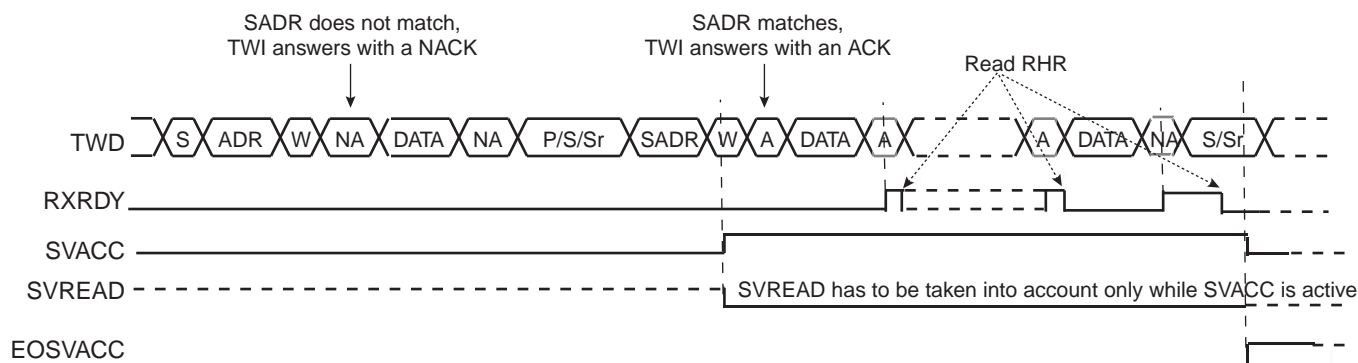 SADR does not match,
TWI answers with a NACK
SADR matches,
TWI answers with an ACK
Read RHR
TWD S ADR W NA DATA NA P/S/Sr SADR W A DATA A A DATA NA S/Sr
RXRDY
SVACC
SVREAD SVREAD has to be taken into account only while SVACC is active
EOSVACC